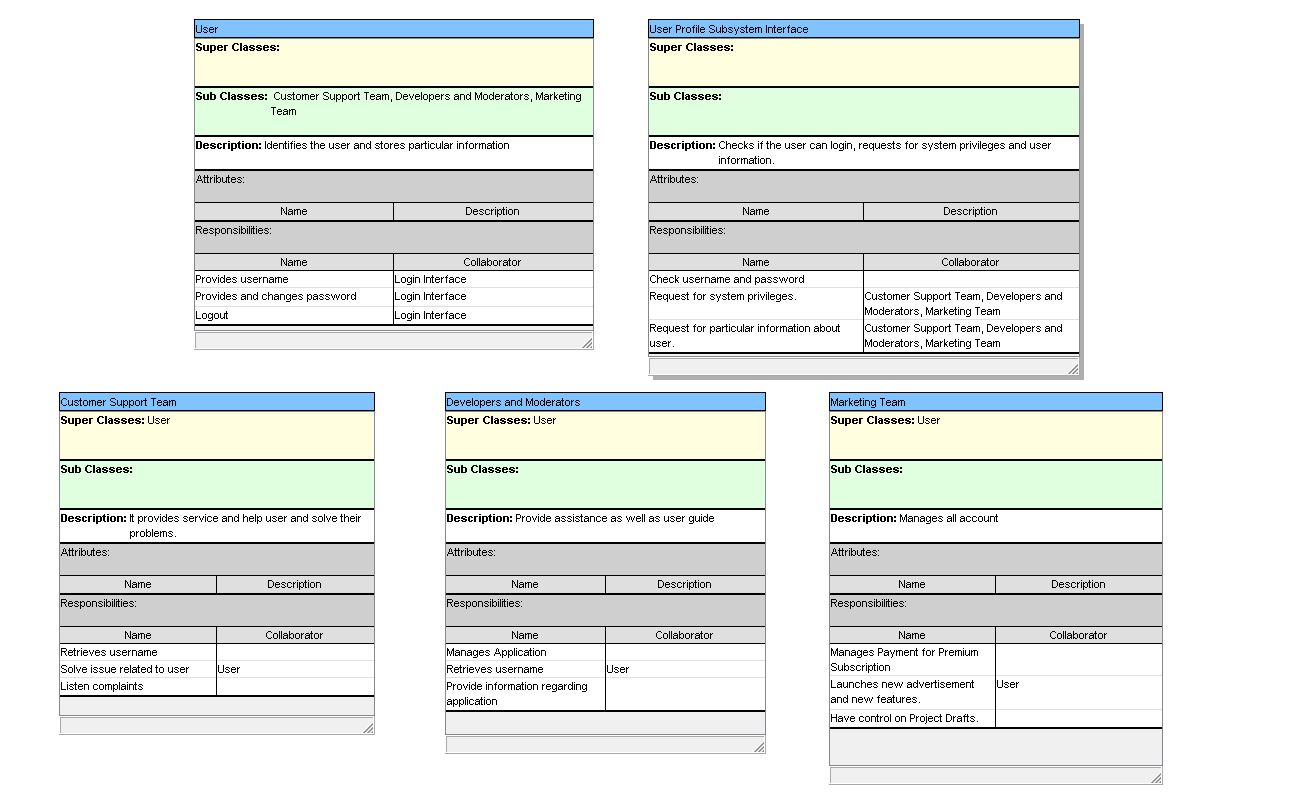 User
Super Classes:
Sub Classes: Customer Support Team, Developers and Moderators, Marketing
Team
Description: Identifies the user and stores particular information
Attributes:
Name Description
Responsibilities:
Name Collaborator
Provides username Login Interface
Provides and changes password Login Interface
Logout Login Interface
User Profile Subsystem Interface
Super Classes:
Sub Classes:
Description: Checks if the user can login, requests for system privileges and user
information.
Attributes:
Name Description
Responsibilities:
Name Collaborator
Check username and password
Request for system privileges. Customer Support Team, Developers and
Moderators, Marketing Team
Request for particular information about Customer Support Team, Developers and
user. Moderators, Marketing Team
Customer Support Team
Super Classes: User
Sub Classes:
Description: It provides service and help user and solve their
problems.
Attributes:
Name Description
Responsibilities:
Name Collaborator
Retrieves username
Solve issue related to user User
Listen complaints
Developers and Moderators
Super Classes: User
Sub Classes:
Description: Provide assistance as well as user guide
Attributes:
Name Description
Responsibilities:
Name Collaborator
Manages Application
Retrieves username User
Provide information regarding
application
Marketing Team
Super Classes: User
Sub Classes:
Description: Manages all account
Attributes:
Name Description
Responsibilities:
Name Collaborator
Manages Payment for Premium
Subscription
Launches new advertisement User
and new features.
Have control on Project Drafts.